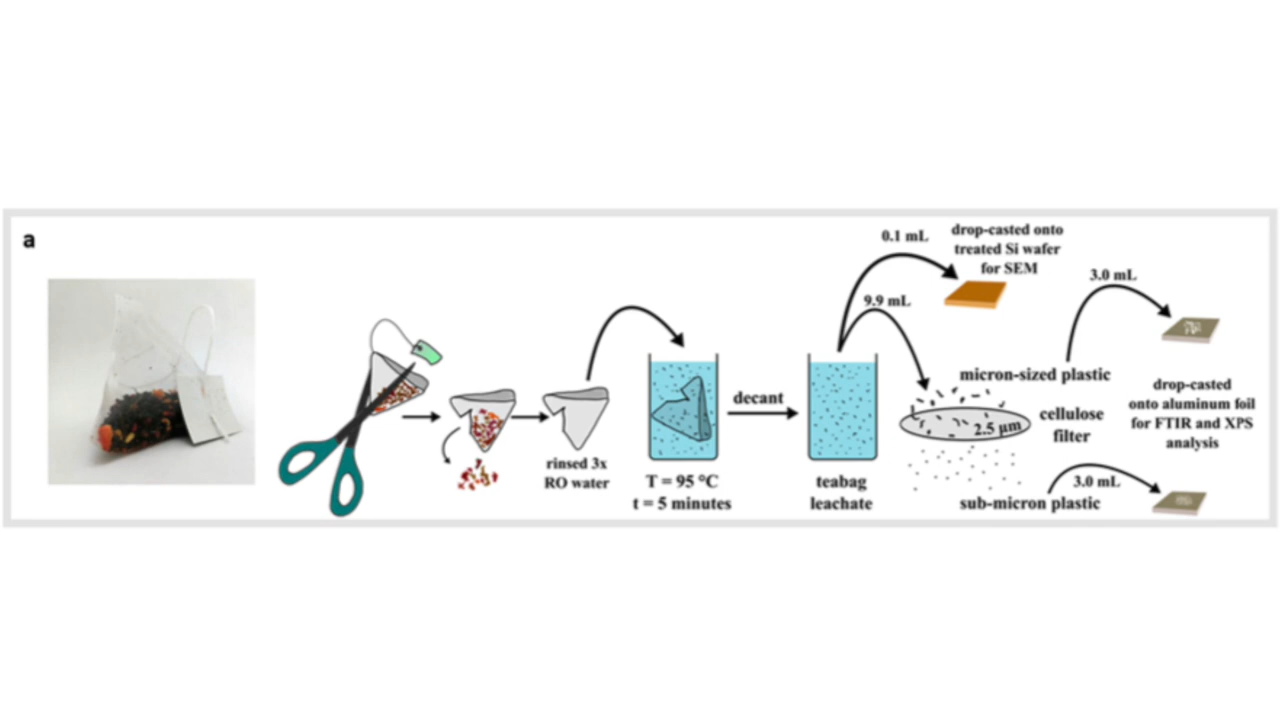 a
rinsed 3x
RO water
T = 95 °C
t = 5 minutes
decant
teabag
leachate
0.1 mL
9.9 mL
drop-casted onto
treated Si wafer
for SEM
micron-sized plastic
2.5 μm
cellulose
filter
sub-micron plastic
3.0 mL
3.0 mL
drop-casted
onto aluminum foil
for FTIR and XPS
analysis